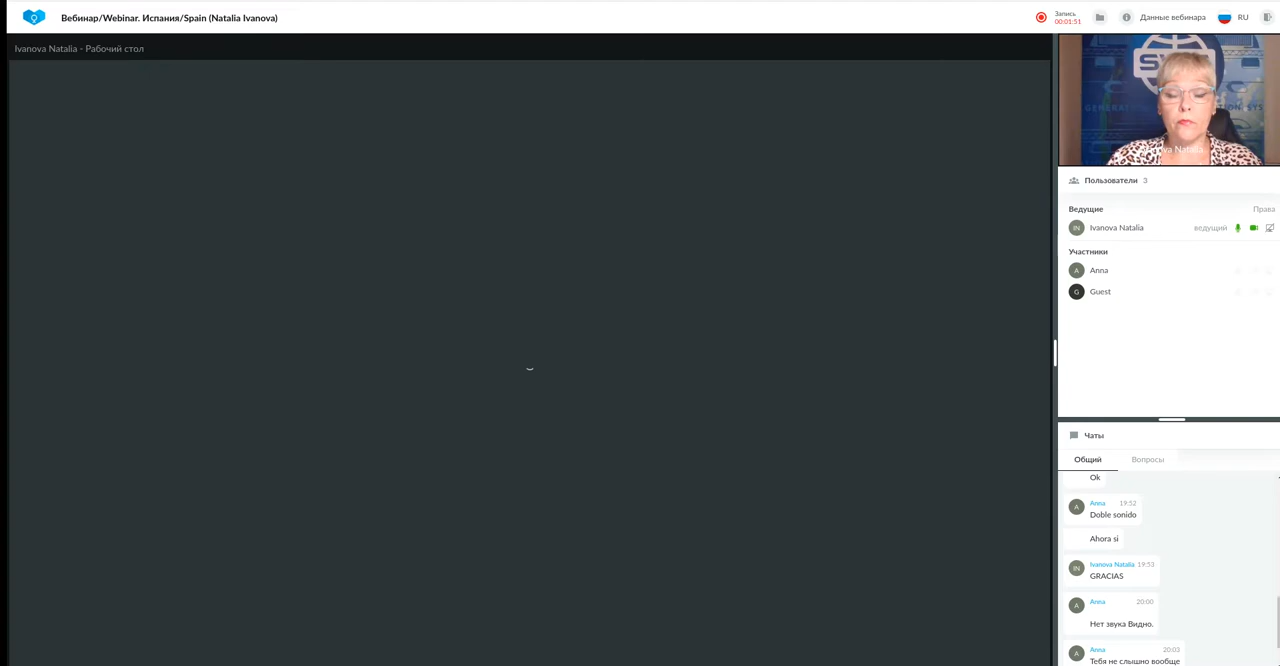 Вебинар/Webinar. Испания/Spain (Natalia Ivanova)
Запись
00:01:51
Данные вебинара
RU
Ivanova Natalia - Рабочий стол
Ivanova Natalia
Пользователи 3
Ведущие Права
IN Ivanova Natalia ведущий
Участники
A Anna
G Guest
Чаты
Общий Вопросы
Ok
A Anna 19:52
Doble sonido
Ahora si
IN Ivanova Natalia 19:53
GRACIAS
A Anna 20:00
Нет звука Видно.
A Anna 20:03
Тебя не слышно вообще